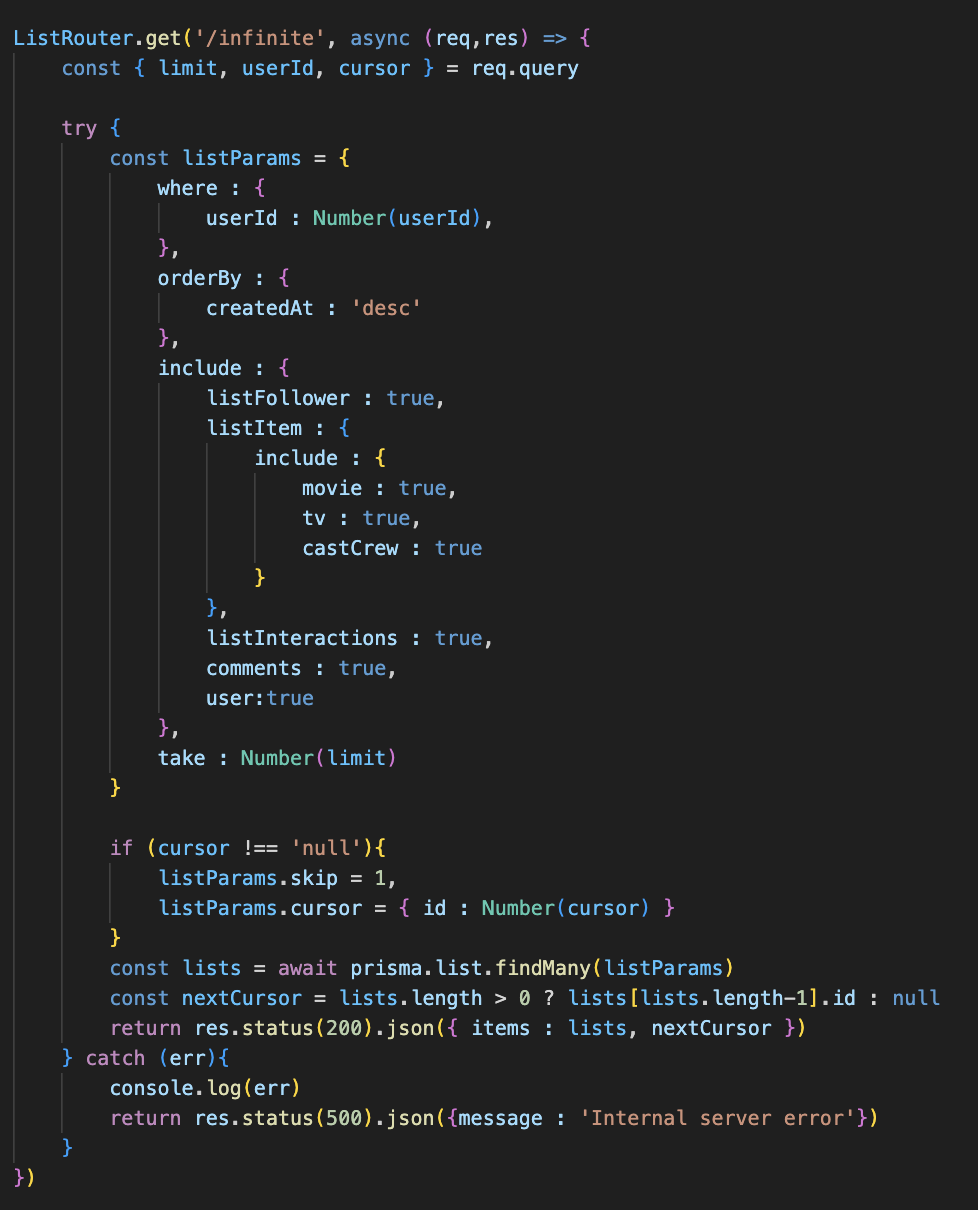 ListRouter.get('/infinite', async (req,res) => {
    const { limit, userId, cursor } = req.query

    try {
        const listParams = {
            where : {
                userId : Number(userId),
            },
            orderBy : {
                createdAt : 'desc'
            },
            include : {
                listFollower : true,
                listItem : {
                    include : {
                        movie : true,
                        tv : true,
                        castCrew : true
                    }
                },
                listInteractions : true,
                comments : true,
                user:true
            },
            take : Number(limit)
        }

        if (cursor !== 'null'){
            listParams.skip = 1,
            listParams.cursor = { id : Number(cursor) }
        }
        const lists = await prisma.list.findMany(listParams)
        const nextCursor = lists.length > 0 ? lists[lists.length-1].id : null
        return res.status(200).json({ items : lists, nextCursor })
    } catch (err){
        console.log(err)
        return res.status(500).json({message : 'Internal server error'})
    }
})